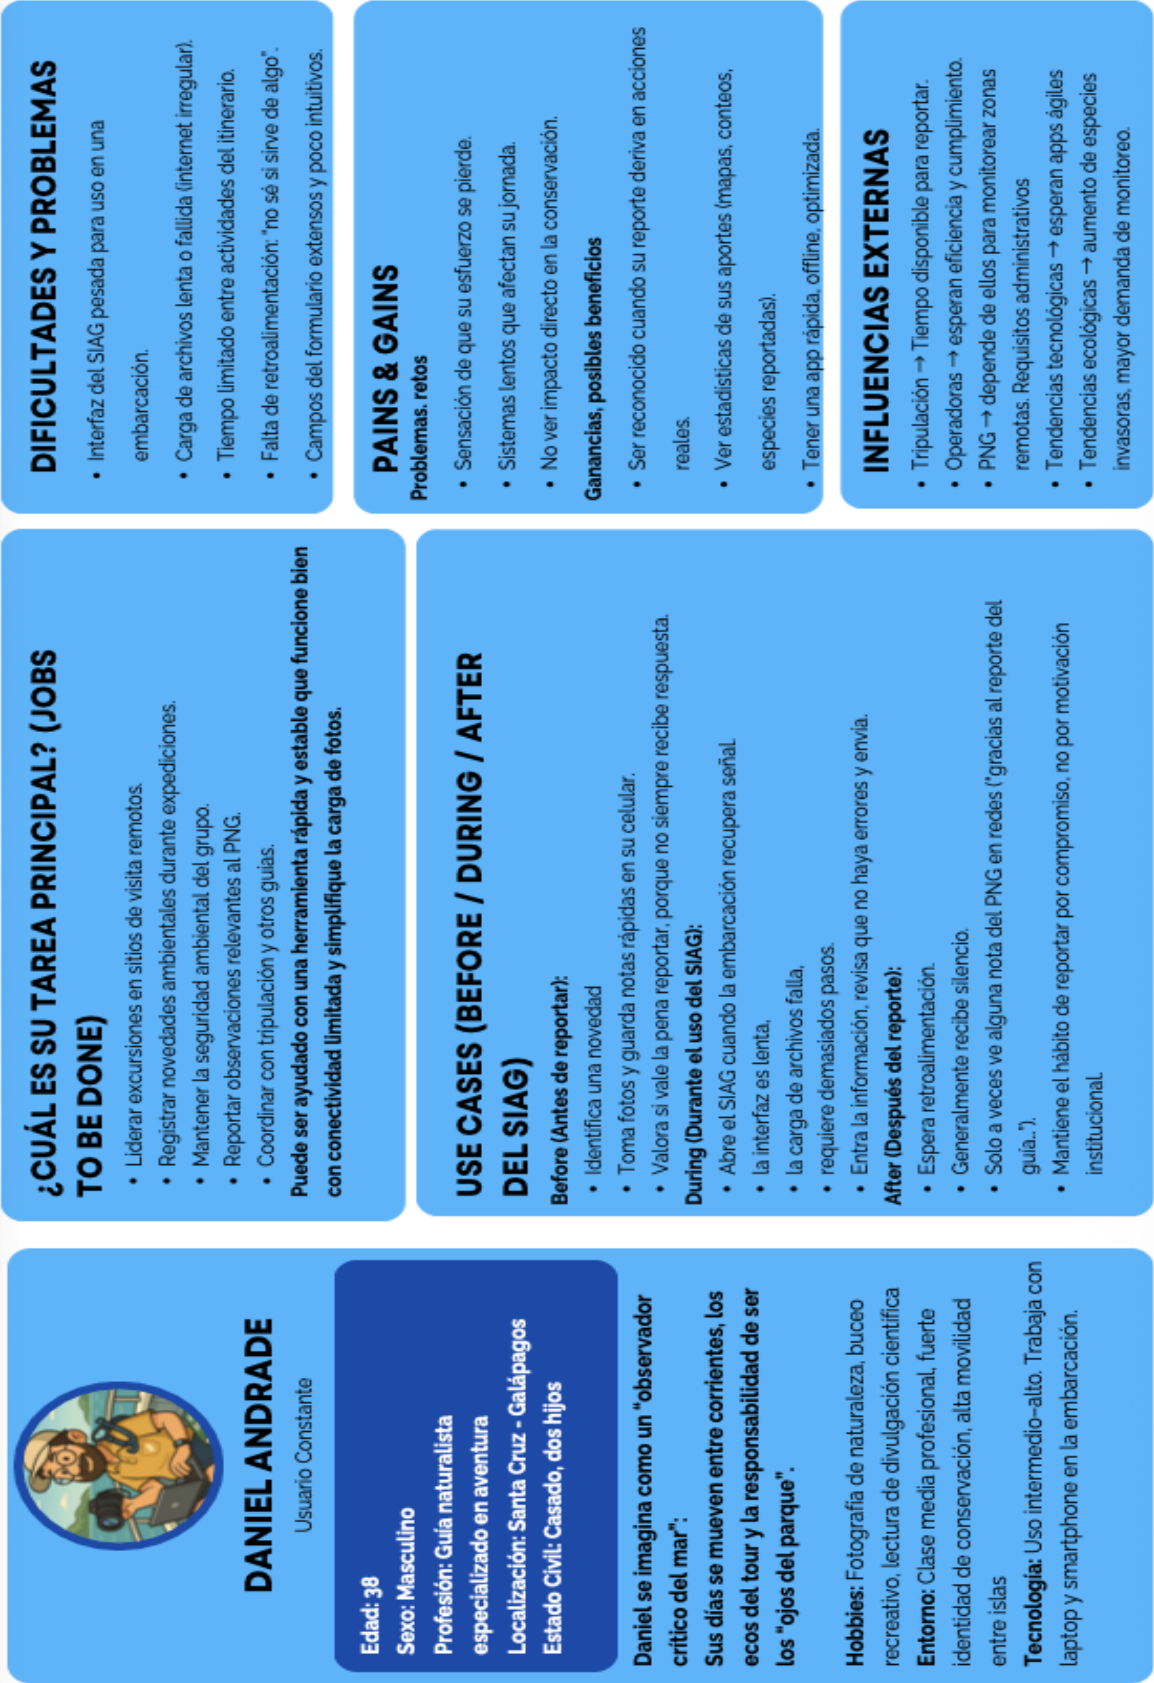 DANIEL ANDRADE
Usuario Constante
Edad: 38
Sexo: Masculino
Profesión: Guía naturalista
especializado en aventura
Localización: Santa Cruz - Galápagos
Estado Civil: Casado, dos hijos
Daniel se imagina como un "observador
crítico del mar":
Sus días se mueven entre corrientes, los
ecos del tour y la responsabilidad de ser
los "ojos del parque".
Hobbies: Fotografía de naturaleza, buceo
recreativo, lectura de divulgación científica
Entorno: Clase media profesional, fuerte
identidad de conservación, alta movilidad
entre islas
Tecnología: Uso intermedio-alto. Trabaja con
laptop y smartphone en la embarcación.
¿CUÁL ES SU TAREA PRINCIPAL? (JOBS
TO BE DONE)
• Liderar excursiones en sitios de visita remotos.
• Registrar novedades ambientales durante expediciones.
• Mantener la seguridad ambiental del grupo.
• Reportar observaciones relevantes al PNG.
• Coordinar con tripulación y otros guías.
Puede ser ayudado con una herramienta rápida y estable que funcione bien
con conectividad limitada y simplifique la carga de fotos.
USE CASES (BEFORE / DURING / AFTER
DEL SIAG)
Before (Antes de reportar):
• Identifica una novedad
• Toma fotos y guarda notas rápidas en su celular.
• Valora si vale la pena reportar, porque no siempre recibe respuesta.
During (Durante el uso del SIAG):
• Abre el SIAG cuando la embarcación recupera señal.
• La interfaz es lenta,
• la carga de archivos falla,
• requiere demasiados pasos.
• Entra la información, revisa que no haya errores y envía.
After (Después del reporte):
• Espera retroalimentación.
• Generalmente recibe silencio.
• Solo a veces ve alguna nota del PNG en redes ("gracias al reporte del
guía..").
• Mantiene el hábito de reportar por compromiso, no por motivación
institucional.
DIFICULTADES Y PROBLEMAS
• Interfaz del SIAG pesada para uso en una
embarcación.
• Carga de archivos lenta o fallida (internet irregular).
• Tiempo limitado entre actividades del itinerario.
• Falta de retroalimentación: "no sé si sirve de algo".
• Campos del formulario extensos y poco intuitivos.
PAINS & GAINS
Problemas. retos
• Sensación de que su esfuerzo se pierde.
• Sistemas lentos que afectan su jornada.
• No ver impacto directo en la conservación.
Ganancias, posibles beneficios
• Ser reconocido cuando su reporte deriva en acciones
reales.
• Ver estadísticas de sus aportes (mapas, conteos,
especies reportadas).
• Tener una app rápida, offline, optimizada.
INFLUENCIAS EXTERNAS
• Tripulación → Tiempo disponible para reportar.
• Operadoras → esperan eficiencia y cumplimiento.
• PNG → depende de ellos para monitorear zonas
remotas. Requisitos administrativos
• Tendencias tecnológicas → esperan apps ágiles
• Tendencias ecológicas → aumento de especies
invasoras, mayor demanda de monitoreo.